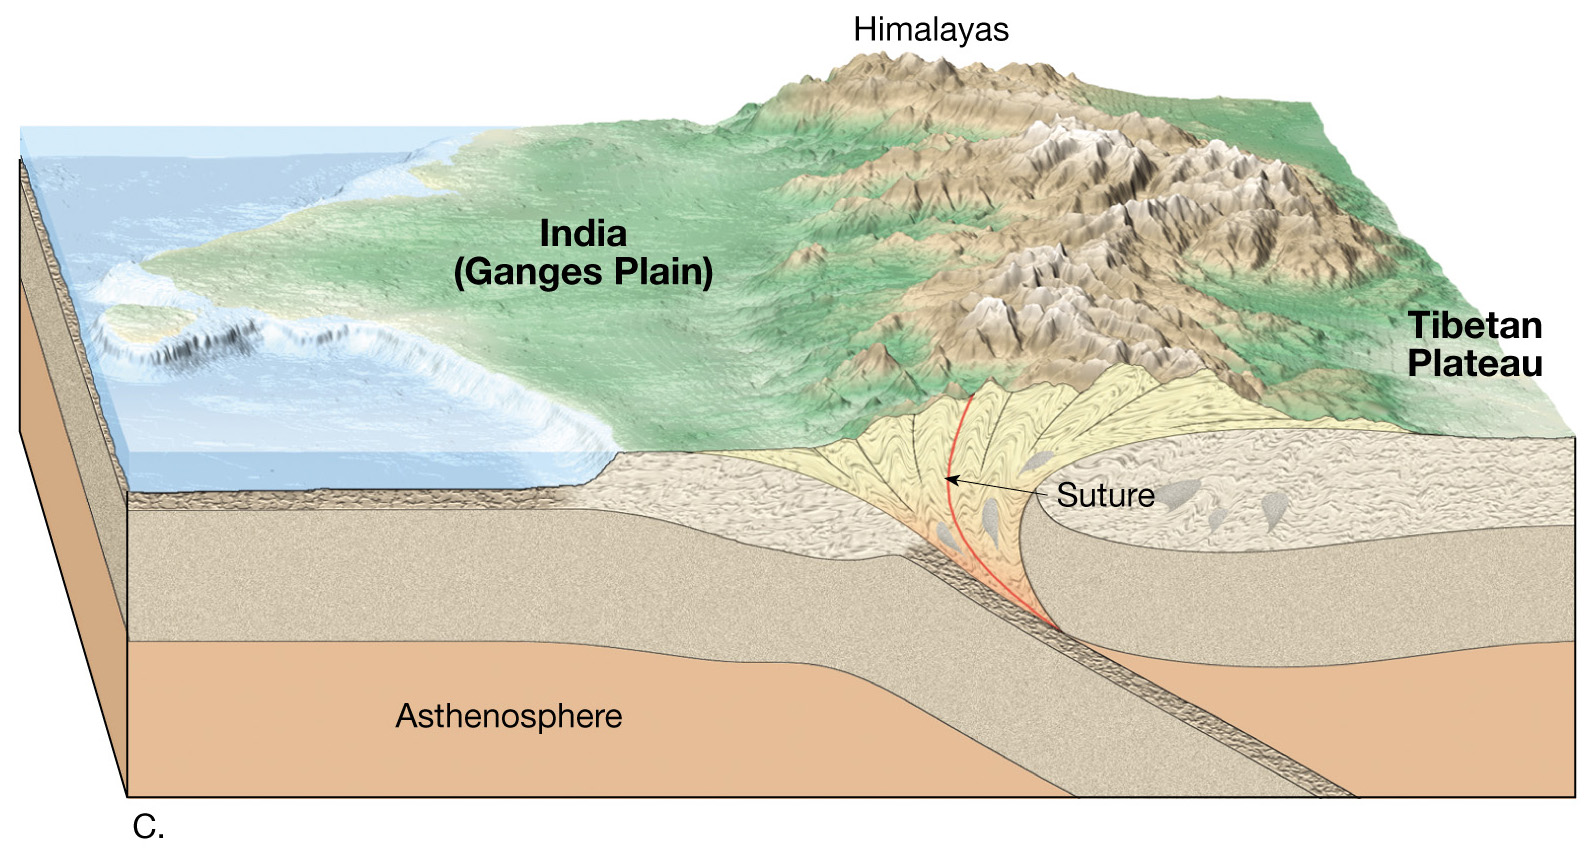 Himalayas
India
(Ganges Plain)
Tibetan
Plateau
Suture
Asthenosphere
C.